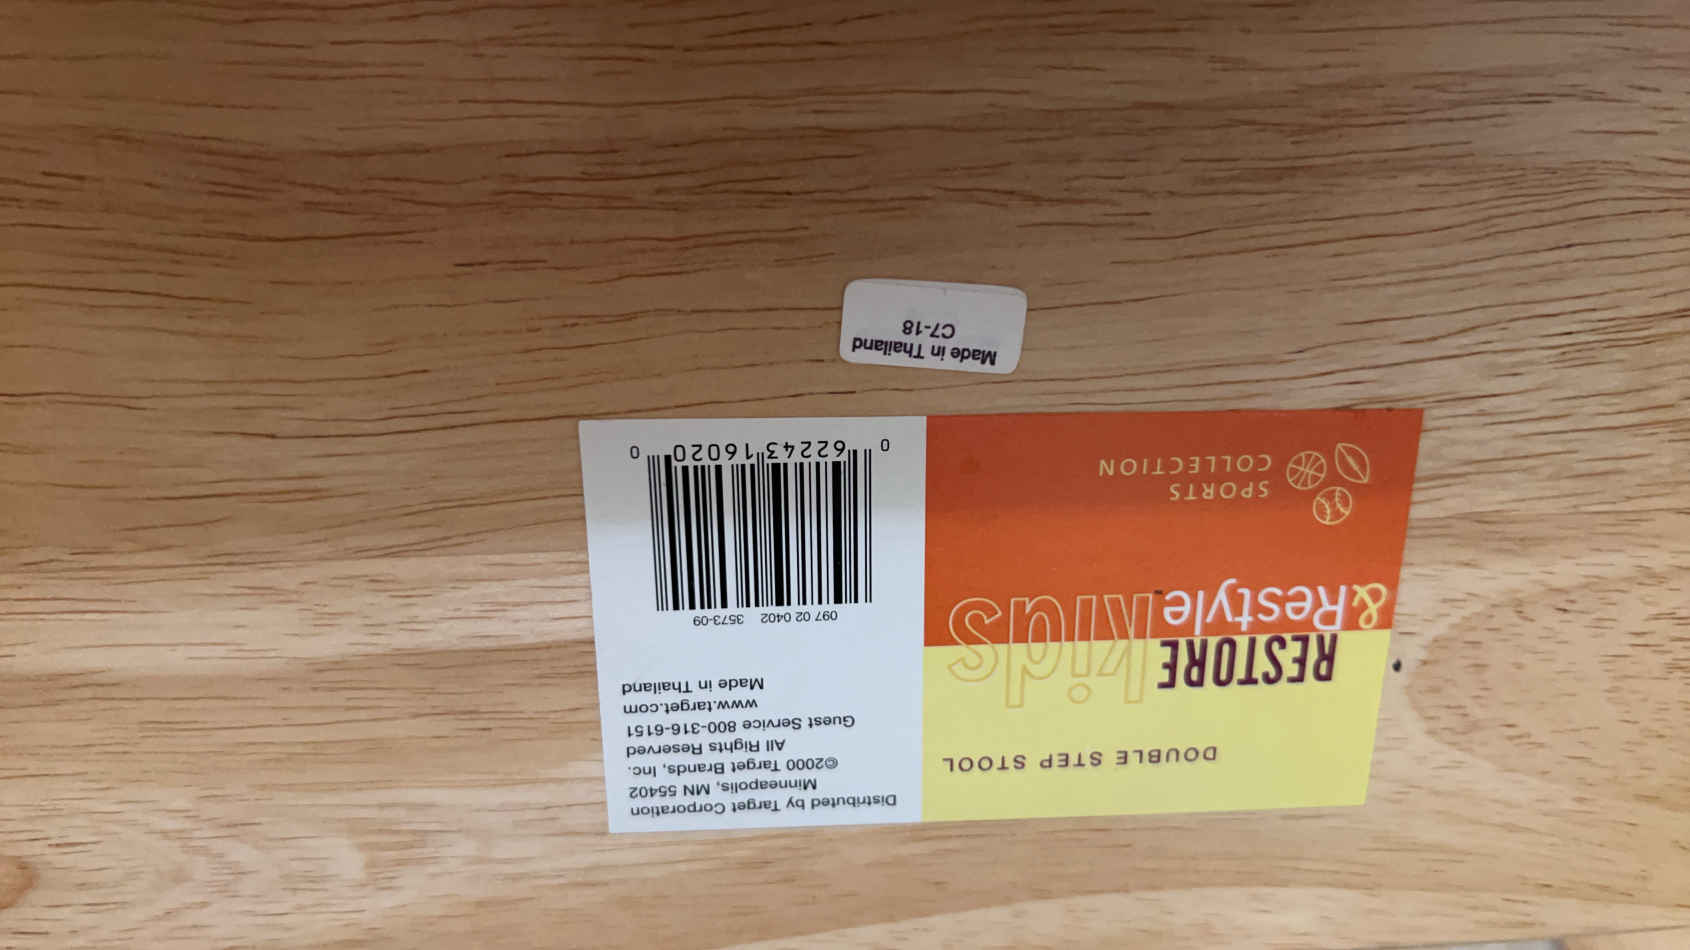 DOUBLE STEP STOOL
RESTORE
& Restyle kids™
SPORTS
COLLECTION
Distributed by Target Corporation
Minneapolis, MN 55402
©2000 Target Brands, Inc.
All Rights Reserved
Guest Service 800-316-6151
www.target.com
Made in Thailand
097 02 0402 3573-09
0 62243 16020 0
Made in Thailand
C7-18